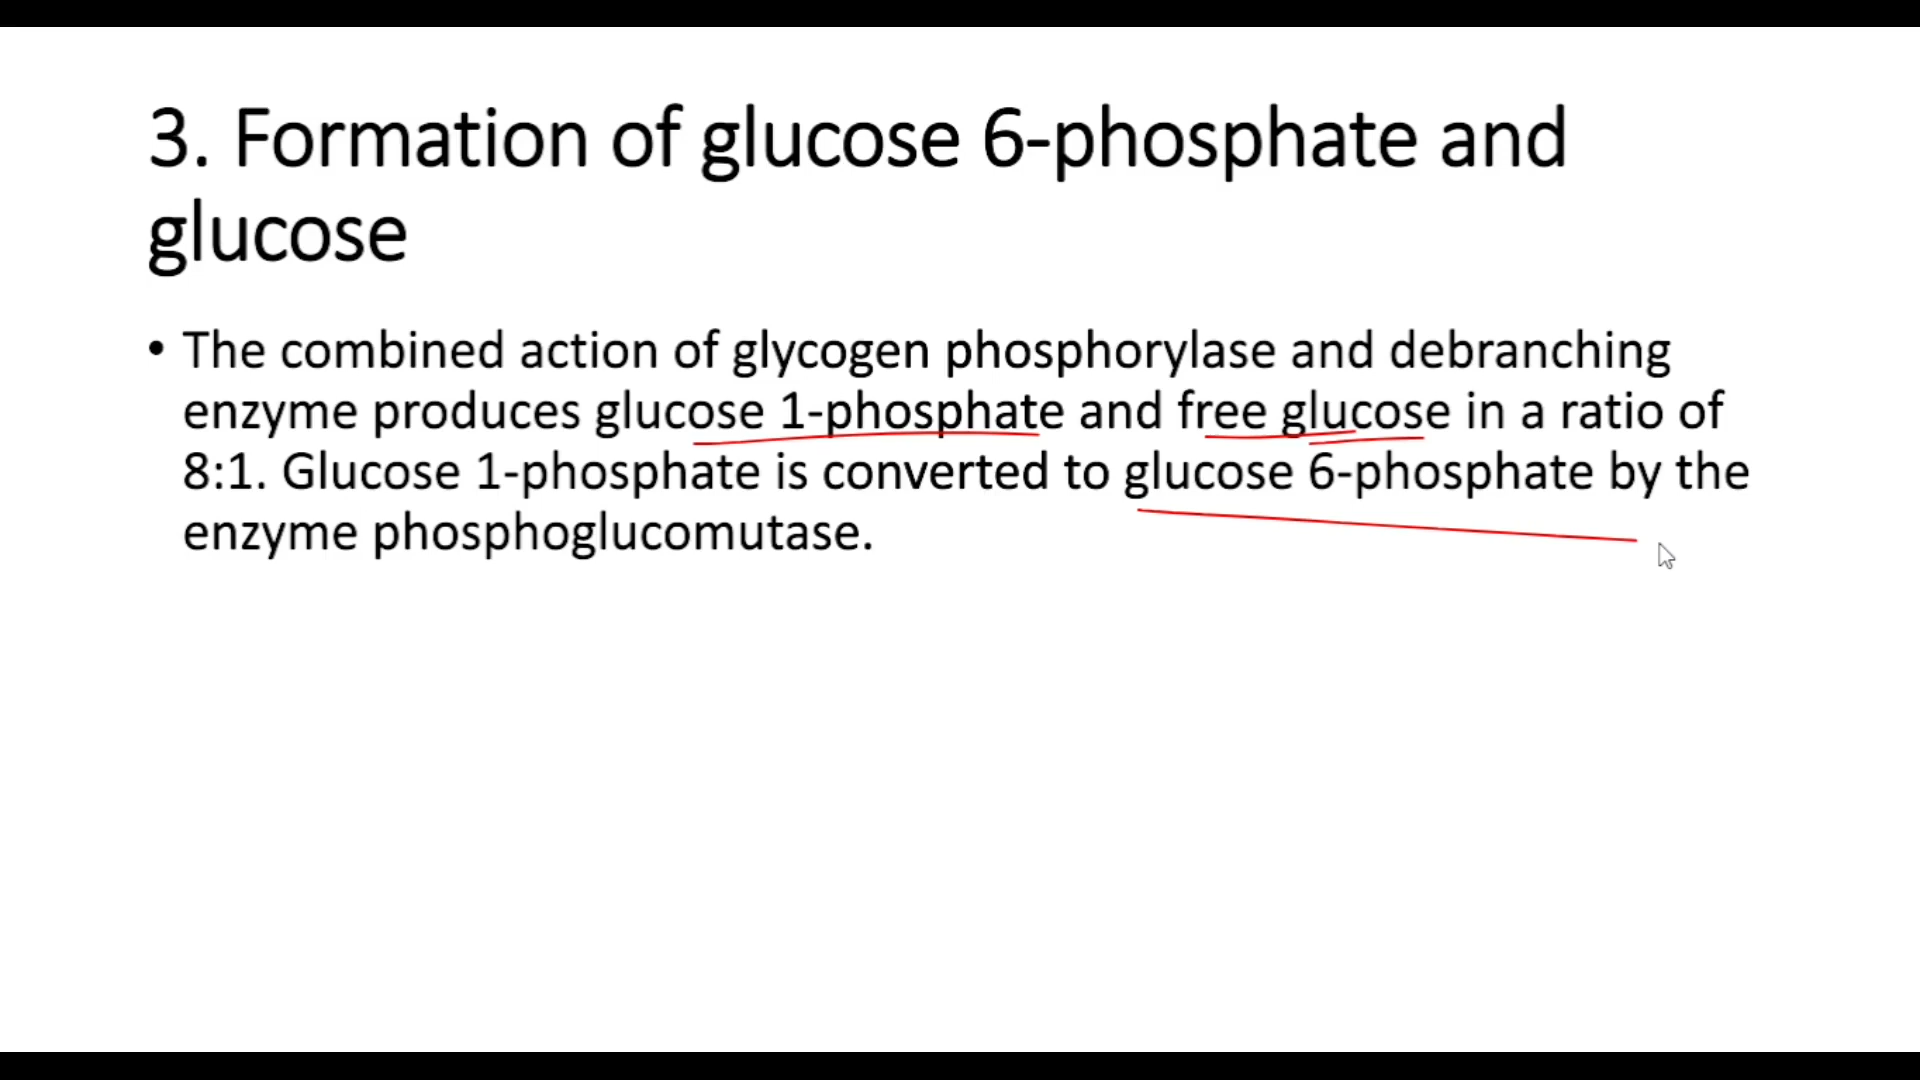 3. Formation of glucose 6-phosphate and
glucose
• The combined action of glycogen phosphorylase and debranching
enzyme produces glucose 1-phosphate and free glucose in a ratio of
8:1. Glucose 1-phosphate is converted to glucose 6-phosphate by the
enzyme phosphoglucomutase.